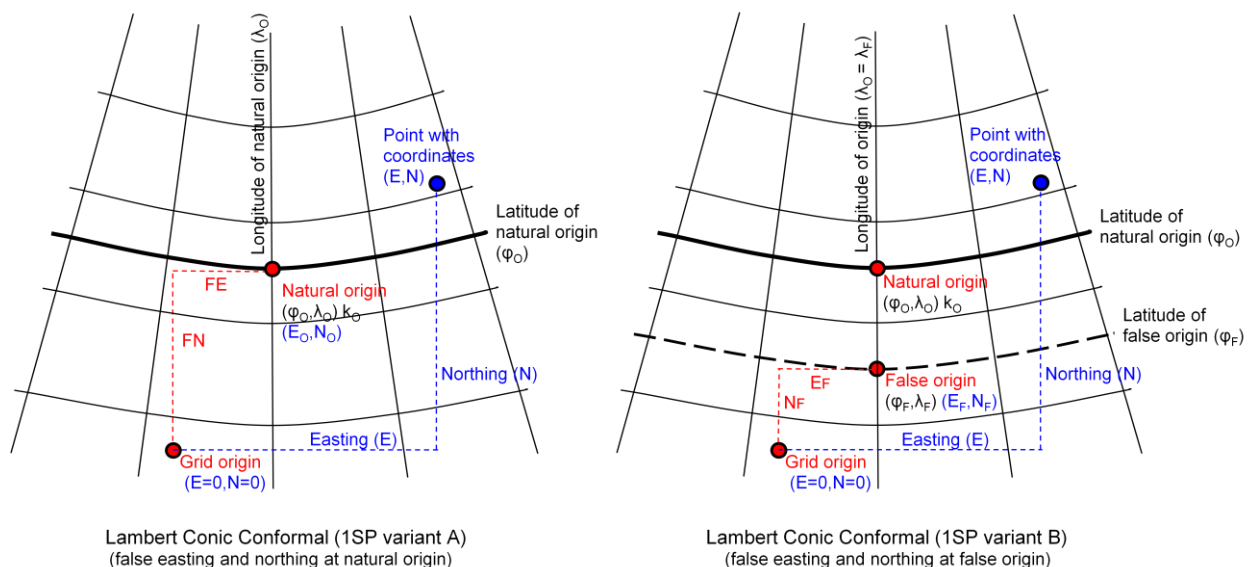 Longitude of natural origin (λO)
Point with
coordinates
(E,N)
Latitude of
natural origin
(φO)
FE
Natural origin
(φO,λO) kO
(EO,NO)
FN
Northing (N)
Easting (E)
Grid origin
(E=0,N=0)
Lambert Conic Conformal (1SP variant A)
(false easting and northing at natural origin)
Longitude of origin (λO = λF)
Point with
coordinates
(E,N)
Latitude of
natural origin (φO)
Natural origin
(φO,λO) kO
Latitude of
false origin (φF)
EF
False origin
NF
(φF,λF) (EF,NF)
Northing (N)
Easting (E)
Grid origin
(E=0,N=0)
Lambert Conic Conformal (1SP variant B)
(false easting and northing at false origin)